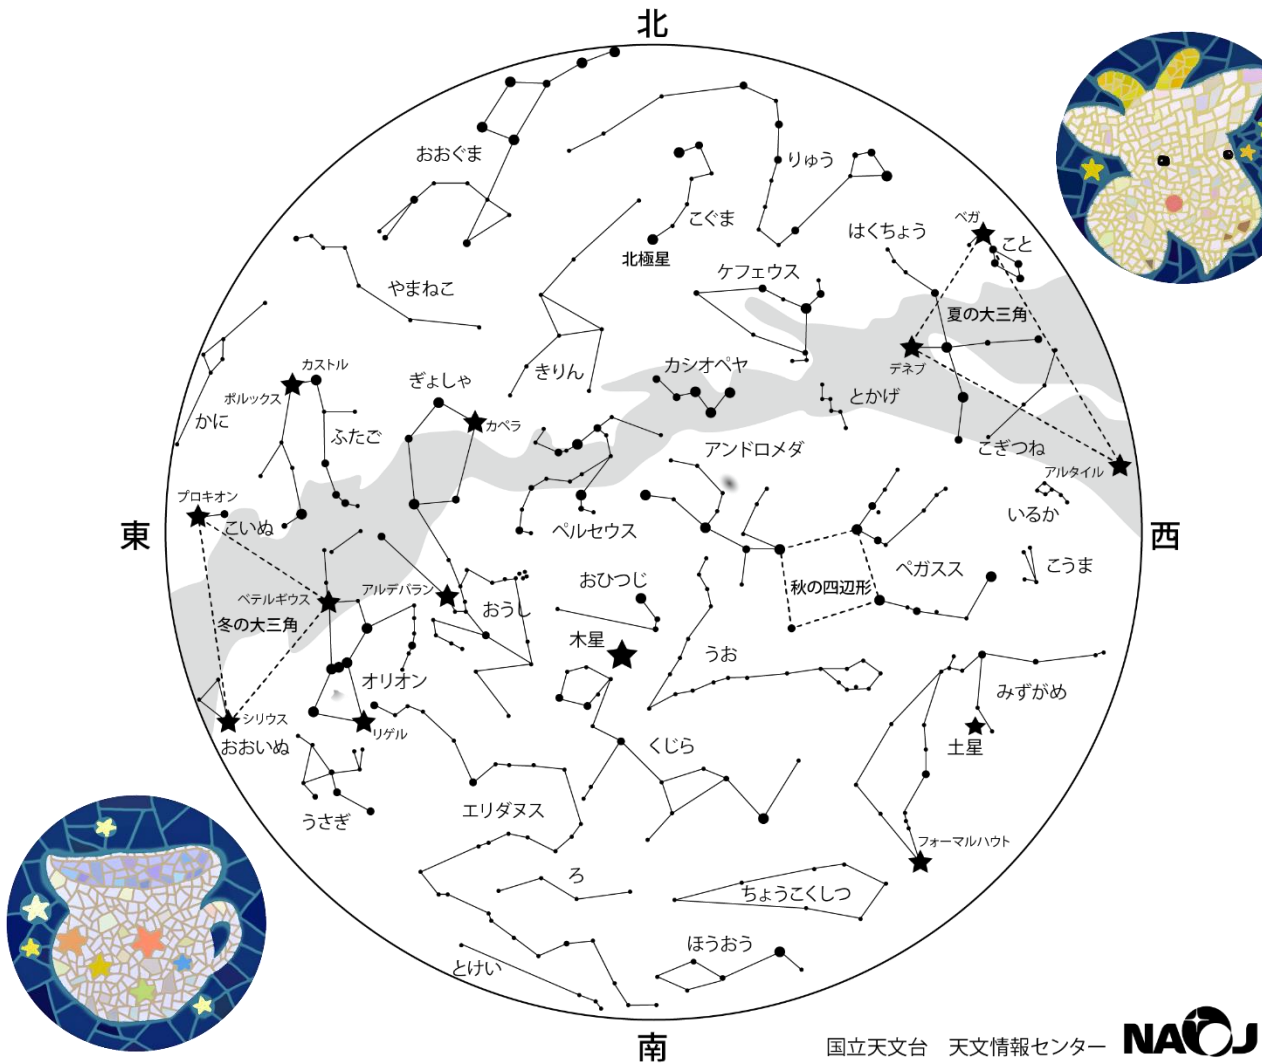 北
おおぐま
りゅう
こぐま
北極星
はくちょう
ベガ
こと
ケフェウス
やまねこ
夏の大三角
デネブ
カストル
ポルックス
ぎょしゃ
きりん
カシオペヤ
とかげ
かに
ふたご
カペラ
アンドロメダ
こぎつね
アルタイル
プロキオン
こいぬ
ペルセウス
いるか
東
西
ベテルギウス
アルデバラン
おうし
おひつじ
秋の四辺形
ペガスス
こうま
冬の大三角
木星
うお
オリオン
みずがめ
シリウス
おおいぬ
リゲル
くじら
土星
うさぎ
エリダヌス
フォーマルハウト
ろ
ちょうこくしつ
とけい
ほうおう
南
国立天文台 天文情報センター NAOJ